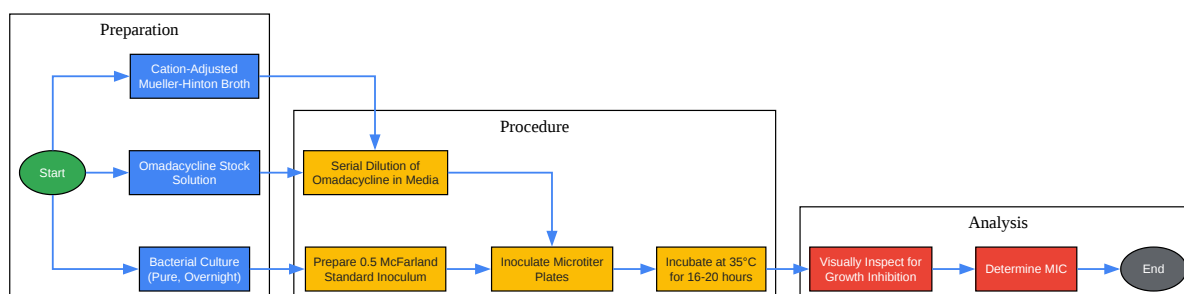 Preparation
Cation-Adjusted
Mueller-Hinton Broth
Start
Omadacycline Stock
Solution
Bacterial Culture
(Pure, Overnight)
Procedure
Serial Dilution of
Omadacycline in Media
Prepare 0.5 McFarland
Standard Inoculum
Inoculate Microtiter
Plates
Incubate at 35°C
for 16-20 hours
Analysis
Visually Inspect for
Growth Inhibition
Determine MIC
End